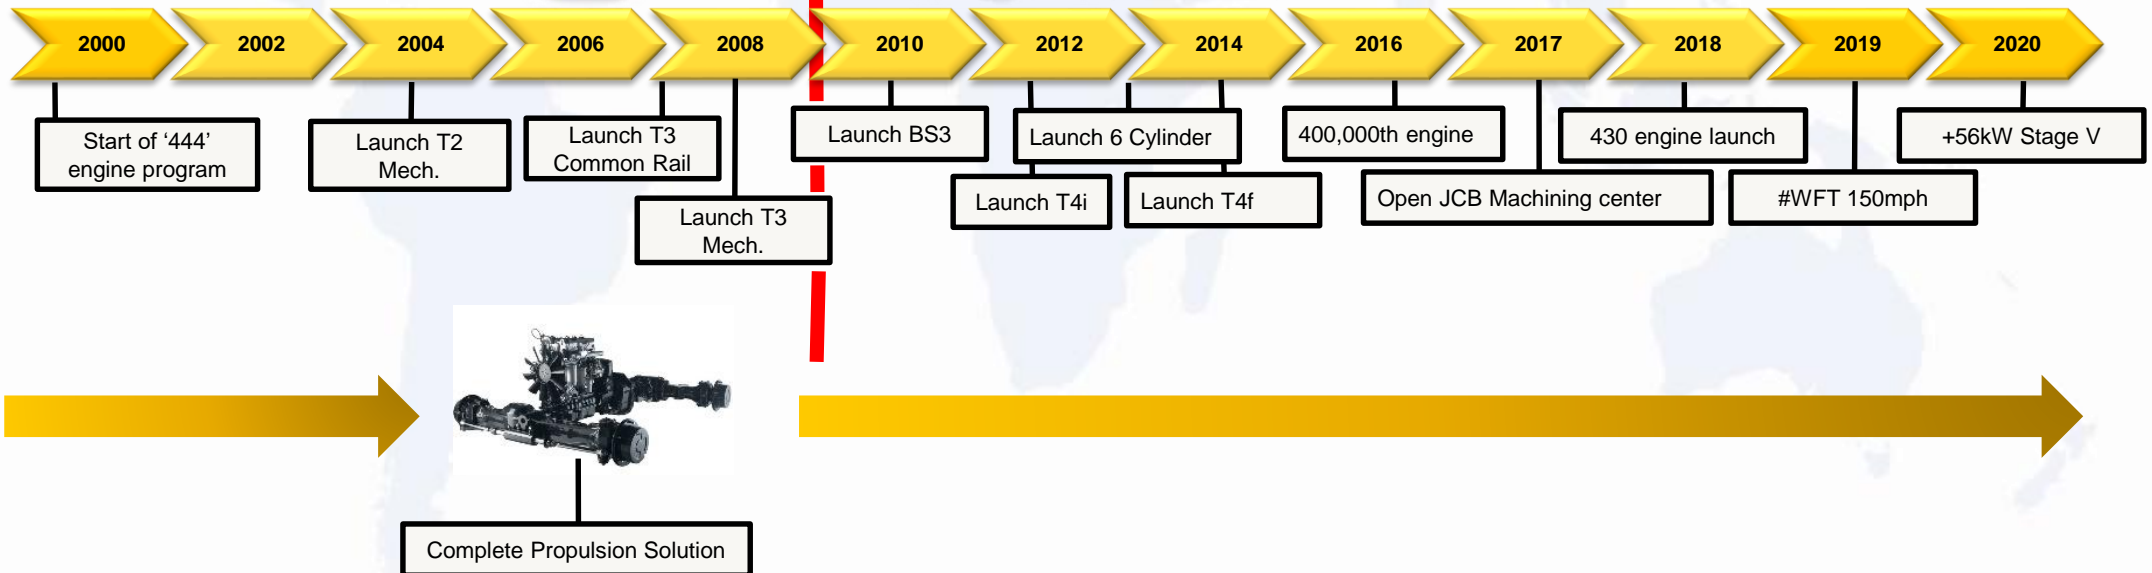 2000
2002
2004
2006
2008
2010
2012
2014
2016
2017
2018
2019
2020
Start of ‘444’
engine program
Launch T2
Mech.
Launch T3
Common Rail
Launch T3
Mech.
Launch BS3
Launch 6 Cylinder
Launch T4i
Launch T4f
400,000th engine
Open JCB Machining center
430 engine launch
#WFT 150mph
+56kW Stage V
Complete Propulsion Solution